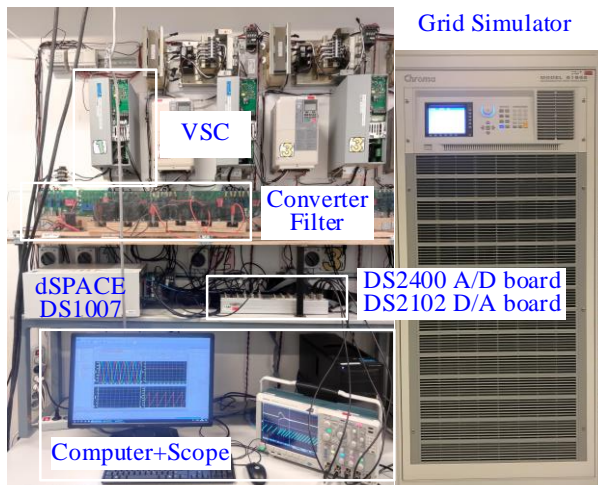 Grid Simulator
Chroma
VSC
Converter
Filter
dSPACE
DS1007
DS2400 A/D board
DS2102 D/A board
Computer+Scope